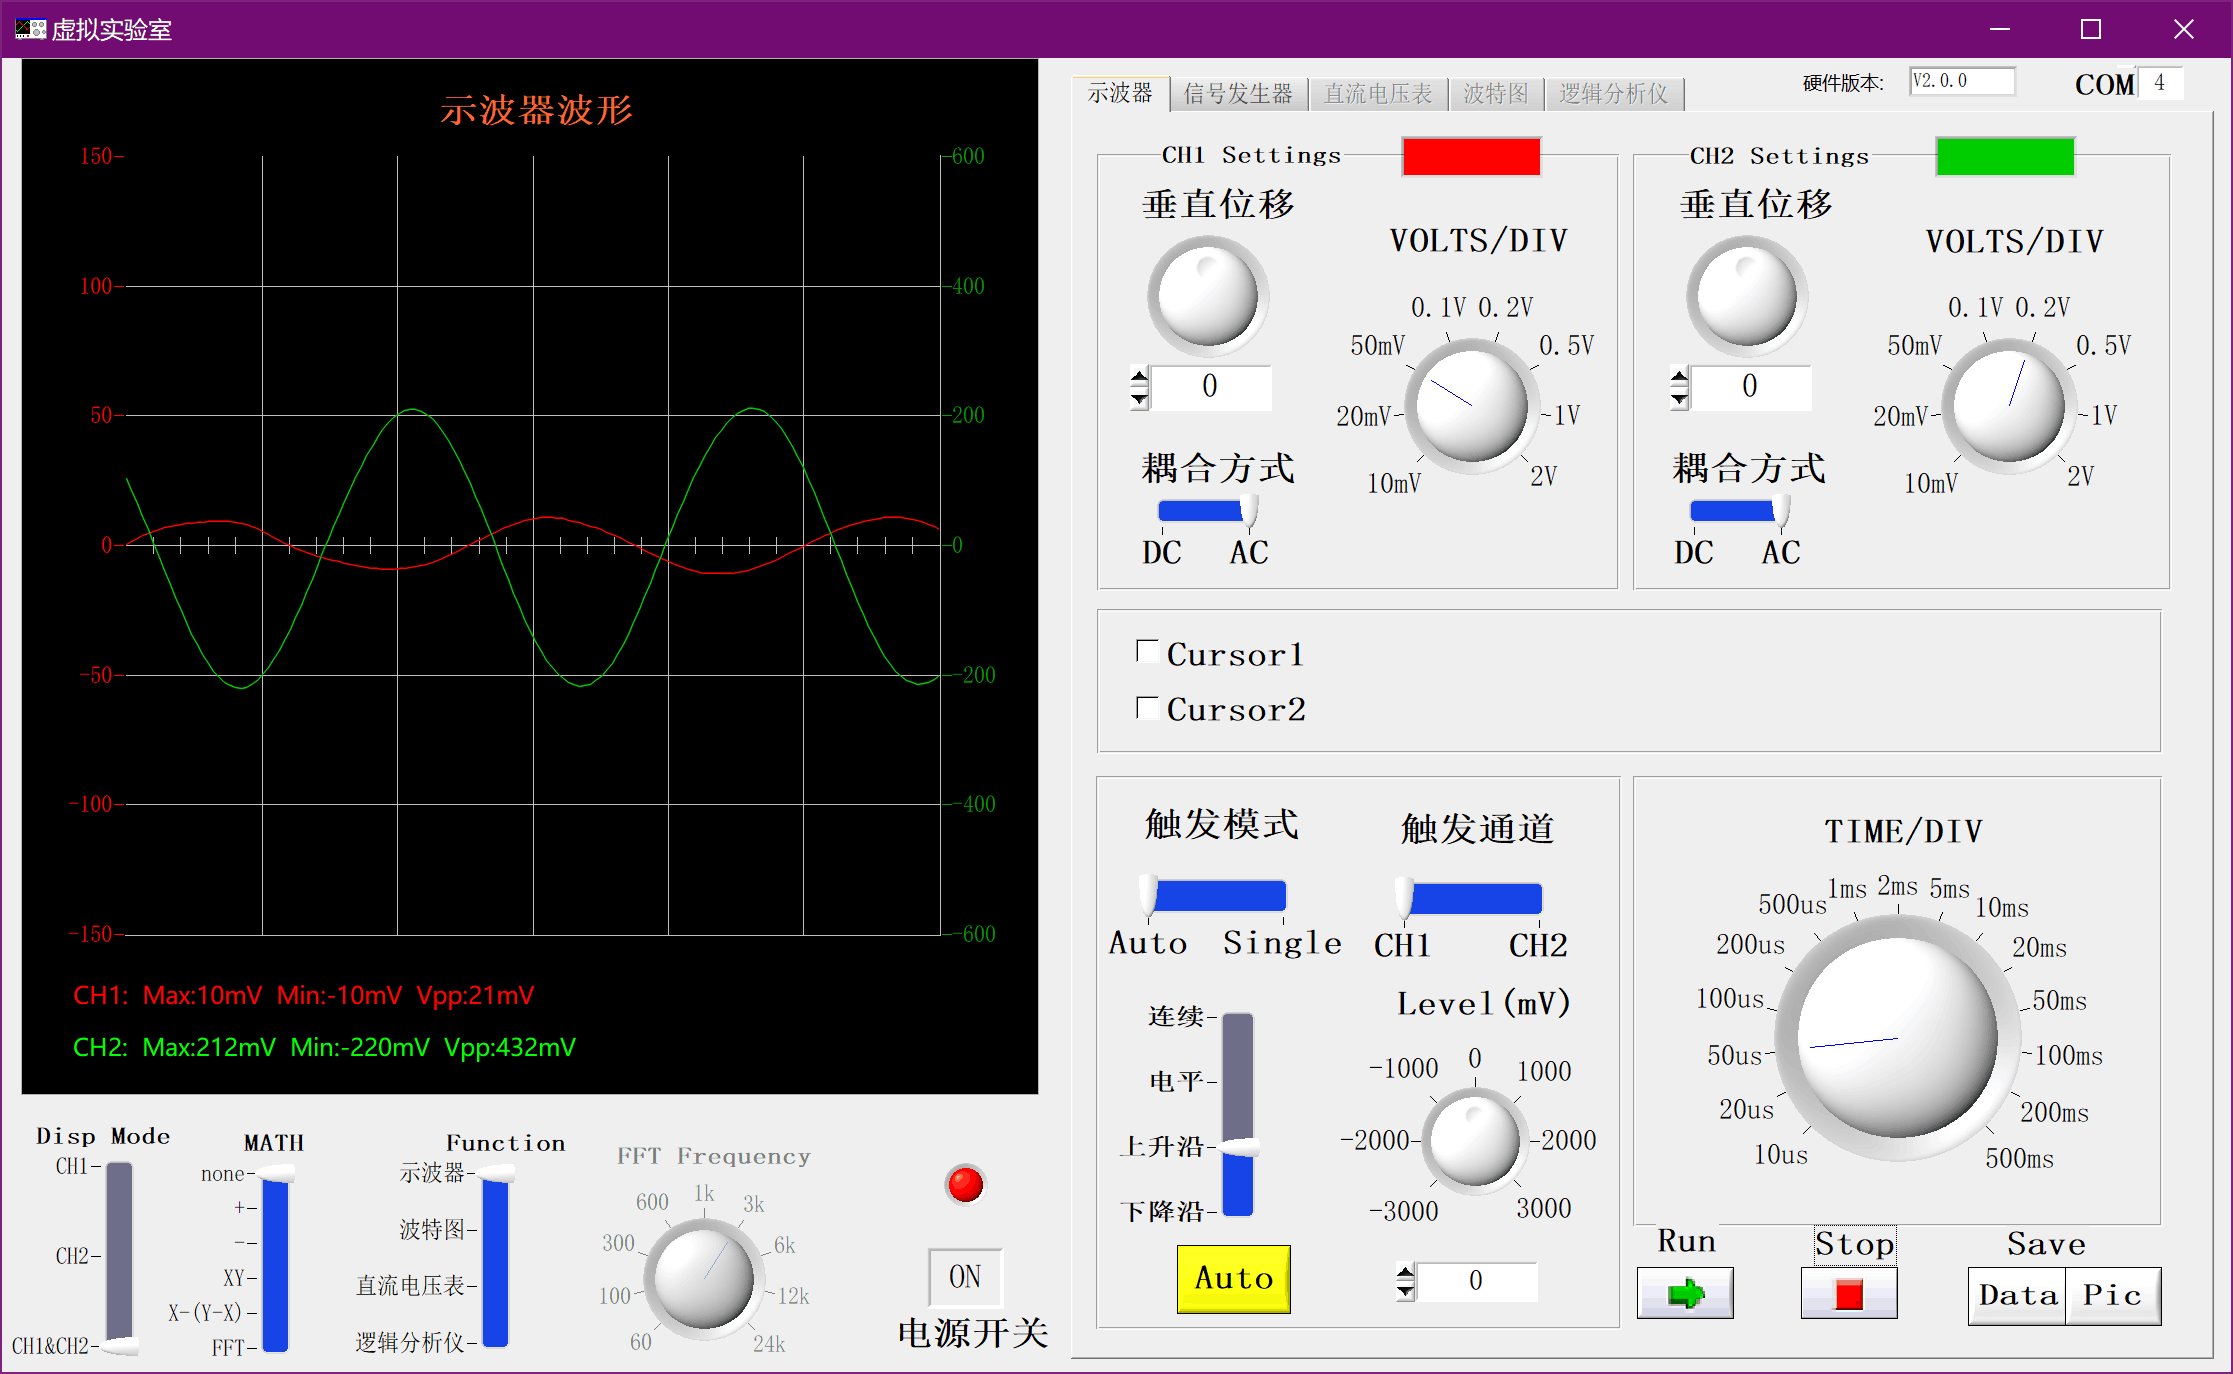 虚拟实验室
示波器波形
150
100
50
0
-50
-100
-150
600
400
200
0
-200
-400
-600
CH1: Max:10mV Min:-10mV Vpp:21mV
CH2: Max:212mV Min:-220mV Vpp:432mV
Disp Mode
CH1
CH2
CH1&CH2
MATH
none
+
-
XY
X-(Y-X)
FFT
Function
示波器
波特图
直流电压表
逻辑分析仪
FFT Frequency
60
100
300
600
1k
3k
6k
12k
24k
ON
电源开关
示波器 信号发生器 直流电压表 波特图 逻辑分析仪
硬件版本: V2.0.0 COM 4
CH1 Settings
垂直位移
0
耦合方式
DC AC
VOLTS/DIV
10mV
20mV
50mV
0.1V
0.2V
0.5V
1V
2V
CH2 Settings
垂直位移
0
耦合方式
DC AC
VOLTS/DIV
10mV
20mV
50mV
0.1V
0.2V
0.5V
1V
2V
Cursor1
Cursor2
触发模式
Auto Single
触发通道
CH1 CH2
连续
电平
上升沿
下降沿
Auto
Level(mV)
-3000
-2000
-1000
0
1000
2000
3000
0
TIME/DIV
10us
20us
50us
100us
200us
500us
1ms
2ms
5ms
10ms
20ms
50ms
100ms
200ms
500ms
Run
Stop
Save
Data Pic